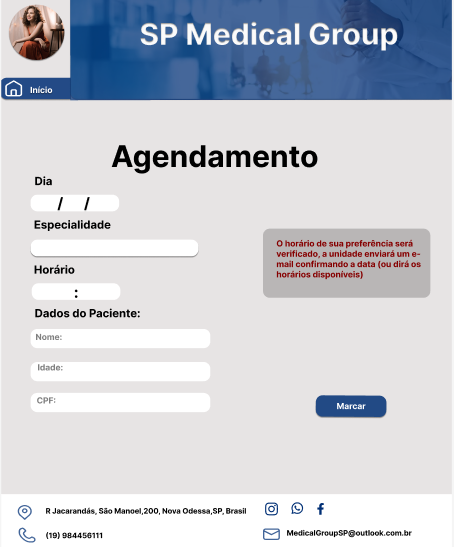 SP Medical Group
Início
Agendamento
Dia
/ /
Especialidade
Horário
:
Dados do Paciente:
Nome:
Idade:
CPF:
O horário de sua preferência será
verificado, a unidade enviará um e-
mail confirmando a data (ou dirá os
horários disponíveis)
Marcar
R Jacarandás, São Manoel,200, Nova Odessa,SP, Brasil
(19) 984456111
MedicalGroupSP@outlook.com.br